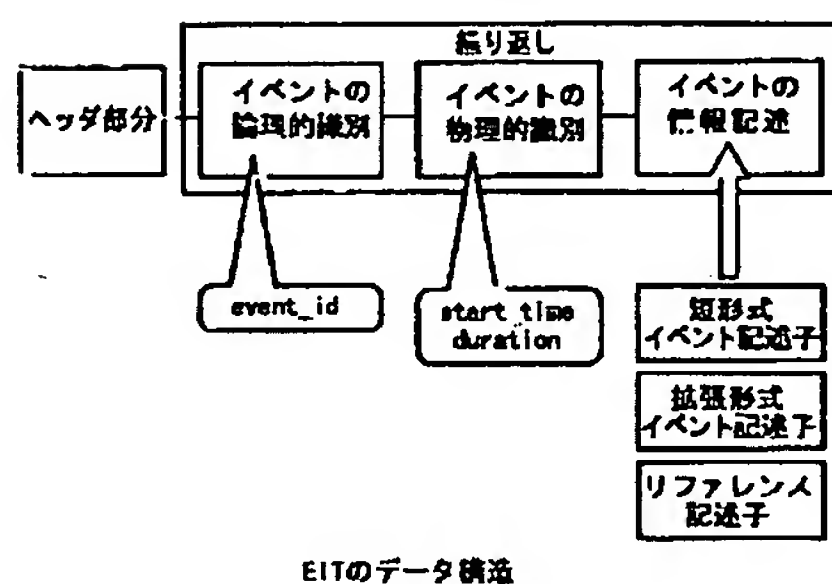 繰り返し
ヘッダ部分
イベントの
論理的識別
イベントの
物理的識別
イベントの
情報記述
event_id
start_time
duration
短形式
イベント記述子
拡張形式
イベント記述子
リファレンス
記述子
EITのデータ構造